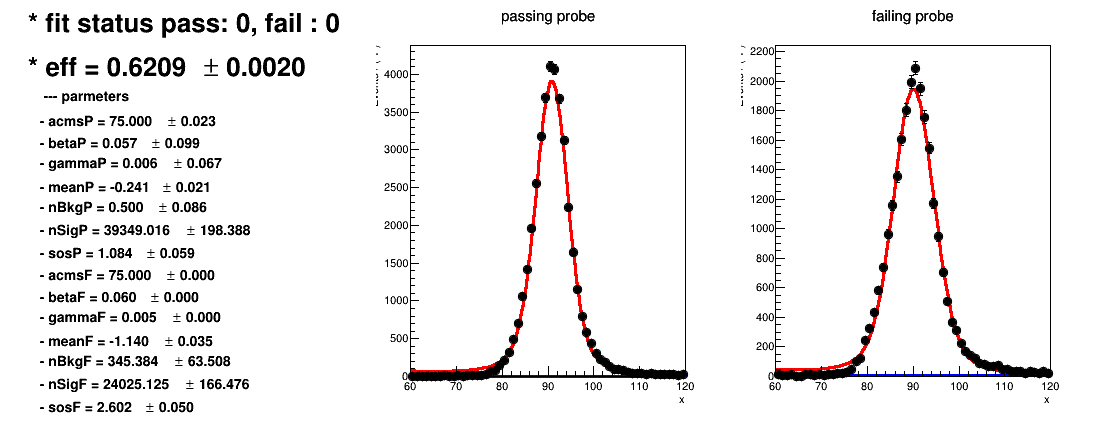 * fit status pass: 0, fail : 0
* eff = 0.6209 ± 0.0020
--- parmeters
- acmsP = 75.000 ± 0.023
- betaP = 0.057 ± 0.099
- gammaP = 0.006 ± 0.067
- meanP = -0.241 ± 0.021
- nBkgP = 0.500 ± 0.086
- nSigP = 39349.016 ± 198.388
- sosP = 1.084 ± 0.059
- acmsF = 75.000 ± 0.000
- betaF = 0.060 ± 0.000
- gammaF = 0.005 ± 0.000
- meanF = -1.140 ± 0.035
- nBkgF = 345.384 ± 63.508
- nSigF = 24025.125 ± 166.476
- sosF = 2.602 ± 0.050
passing probe
4000
3500
3000
2500
2000
1500
1000
500
0
60 70 80 90 100 110 120
x
failing probe
2200
2000
1800
1600
1400
1200
1000
800
600
400
200
0
60 70 80 90 100 110 120
x